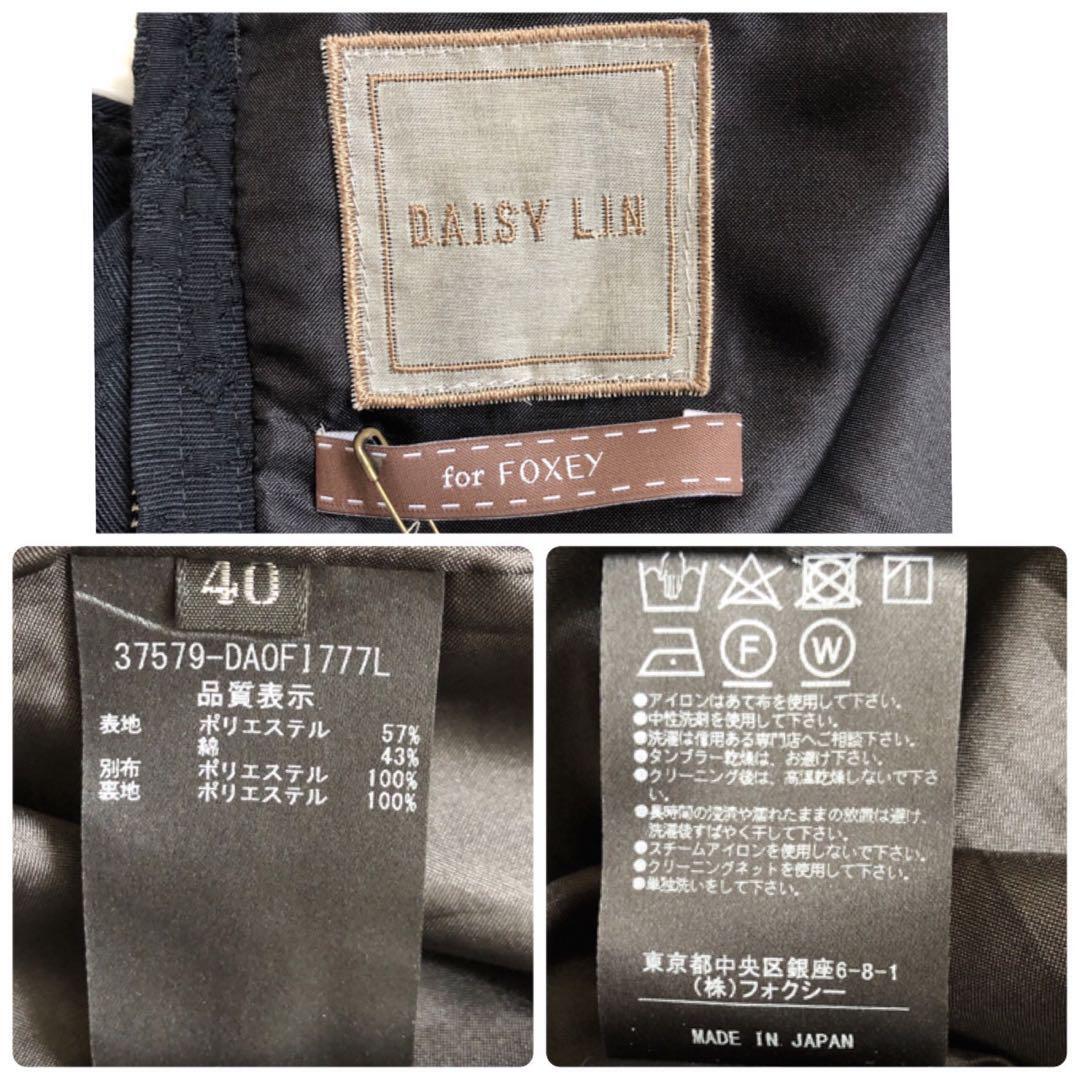 DAISY LIN
for FOXEY
40
37579-DA0F1777L
品質表示
表地 ポリエステル 57%
綿 43%
別布 ポリエステル 100%
裏地 ポリエステル 100%
F W
●アイロンはあて布を使用して下さい。
●中性洗剤を使用して下さい。
●洗濯は信用ある専門店へご相談下さい。
●タンブラー乾燥は、お避け下さい。
●クリーニング後は、高温乾燥しないで下さ
い。
●長時間の浸漬や濡れたままの放置は避け、
洗濯後すばやく干して下さい。
●スチームアイロンを使用しないで下さい。
●クリーニングネットを使用して下さい。
●単独洗いをして下さい。
東京都中央区銀座6-8-1
(株)フォクシー
MADE IN JAPAN